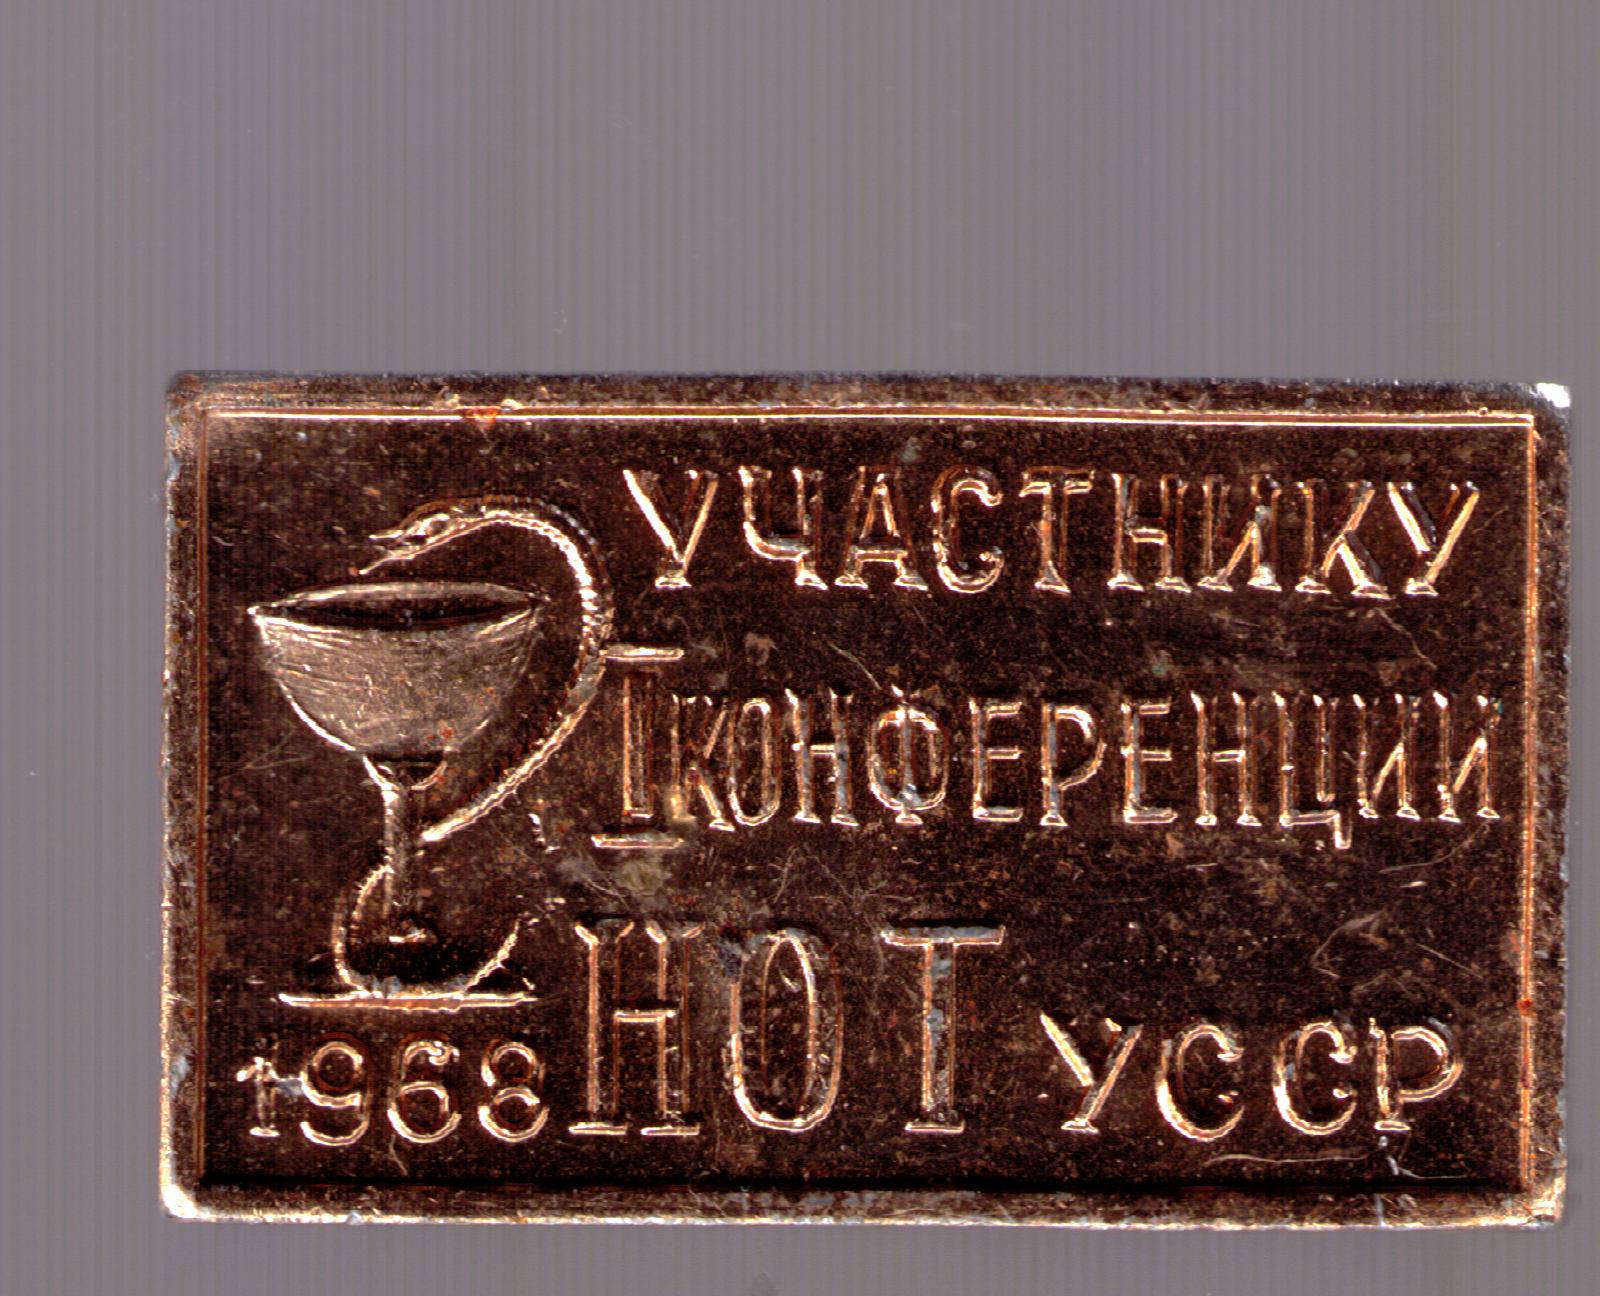 УЧАСТНИКУ
I КОНФЕРЕНЦИИ
НОТ УССР
1968